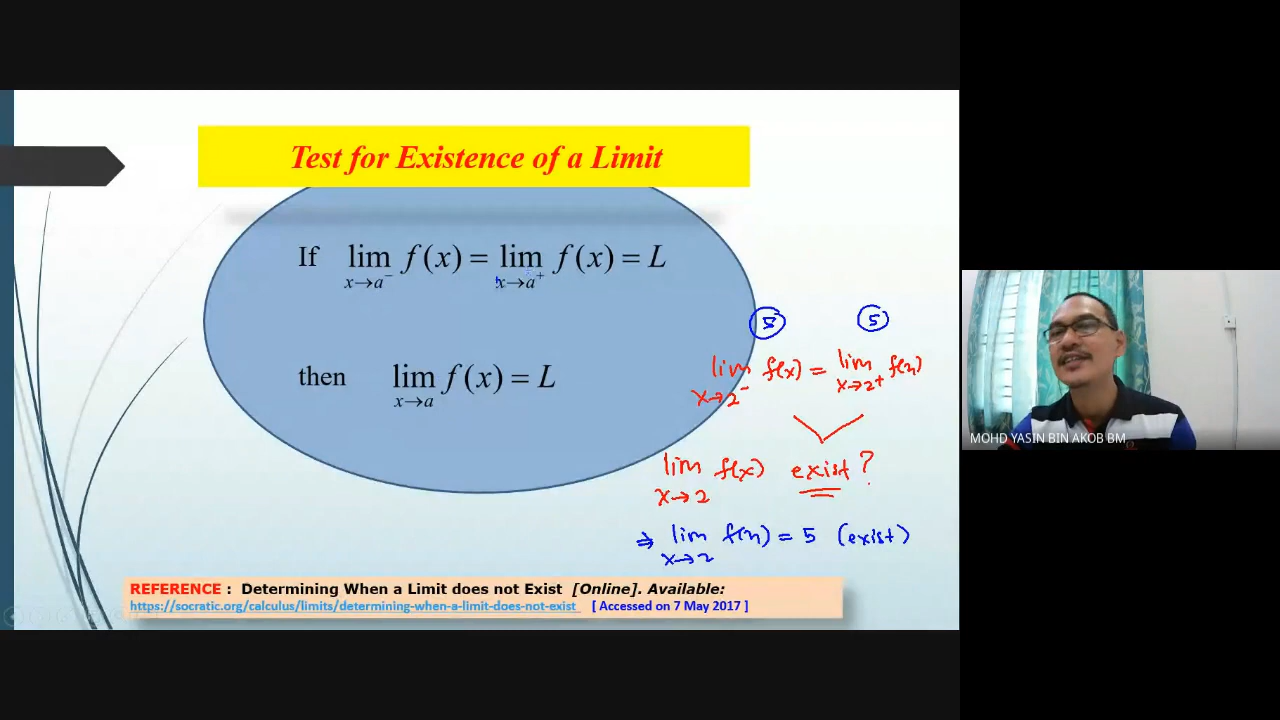 Test for Existence of a Limit
If lim f(x) = lim f(x) = L
x→a⁻ x→a⁺
then lim f(x) = L
x→a
5 5
lim f(x) = lim f(x)
x→2⁻ x→2⁺
lim f(x) exist?
x→2
⇒ lim f(x) = 5 (exist)
x→2
REFERENCE : Determining When a Limit does not Exist [Online]. Available:
https://socratic.org/calculus/limits/determining-when-a-limit-does-not-exist [ Accessed on 7 May 2017 ]
MOHD YASIN BIN AKOB BM